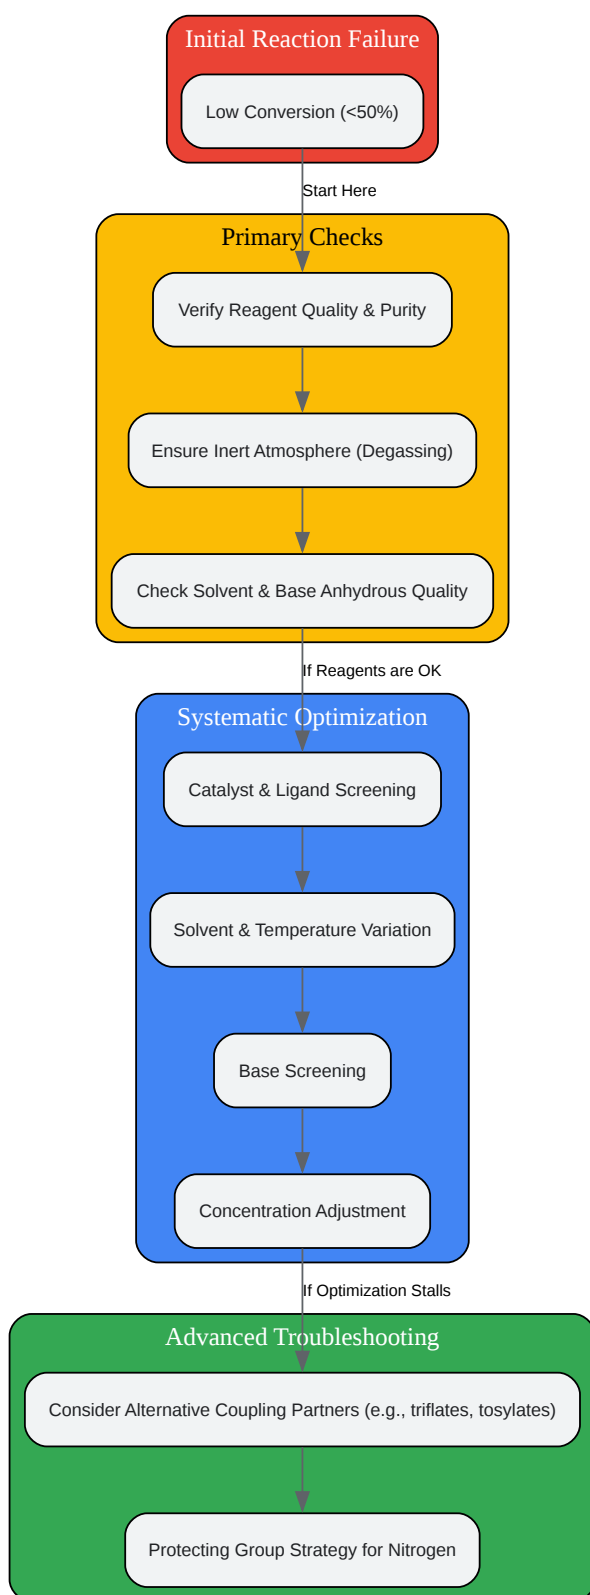 Initial Reaction Failure
Low Conversion (<50%)
Start Here
Primary Checks
Verify Reagent Quality & Purity
Ensure Inert Atmosphere (Degassing)
Check Solvent & Base Anhydrous Quality
If Reagents are OK
Systematic Optimization
Catalyst & Ligand Screening
Solvent & Temperature Variation
Base Screening
Concentration Adjustment
If Optimization Stalls
Advanced Troubleshooting
Consider Alternative Coupling Partners (e.g., triflates, tosylates)
Protecting Group Strategy for Nitrogen